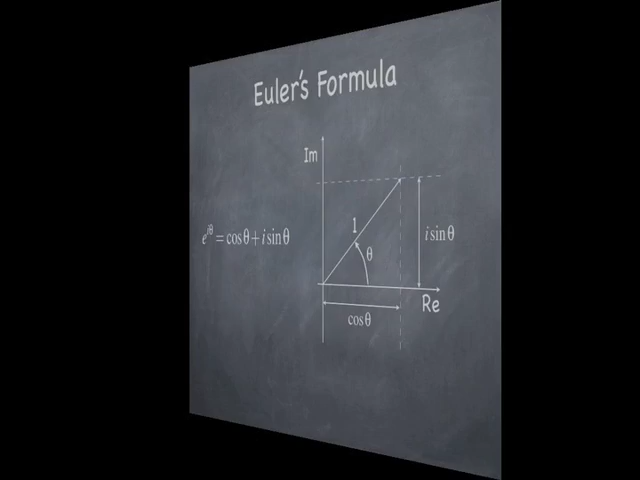 Euler's Formula
Im
1
e^{iθ} = cosθ + i sinθ
θ
i sinθ
Re
cosθ